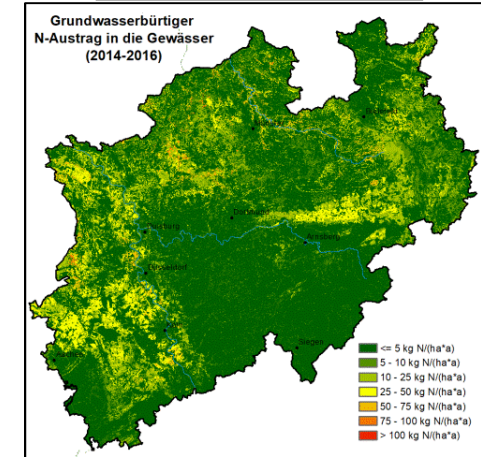 Grundwasserbürtiger
N-Austrag in die Gewässer
(2014-2016)
Duisburg
Dortmund
Arnsberg
Düsseldorf
Aachen
Siegen
<= 5 kg N/(ha*a)
5 - 10 kg N/(ha*a)
10 - 25 kg N/(ha*a)
25 - 50 kg N/(ha*a)
50 - 75 kg N/(ha*a)
75 - 100 kg N/(ha*a)
> 100 kg N/(ha*a)